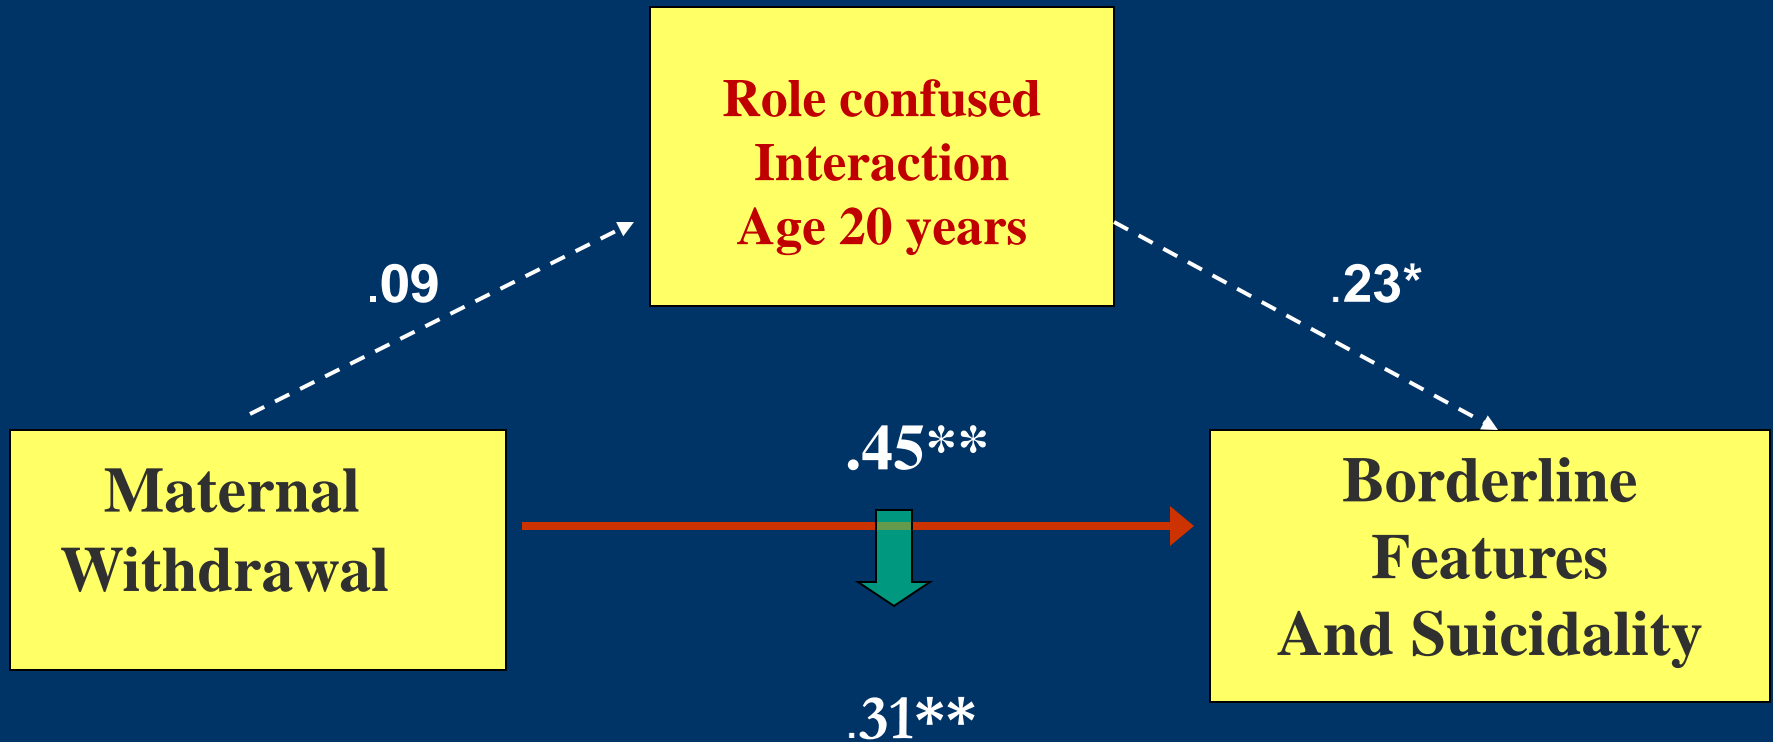 Role confused
Interaction
Age 20 years
.09
.23*
.45**
Maternal
Withdrawal
Borderline
Features
And Suicidality
.31**